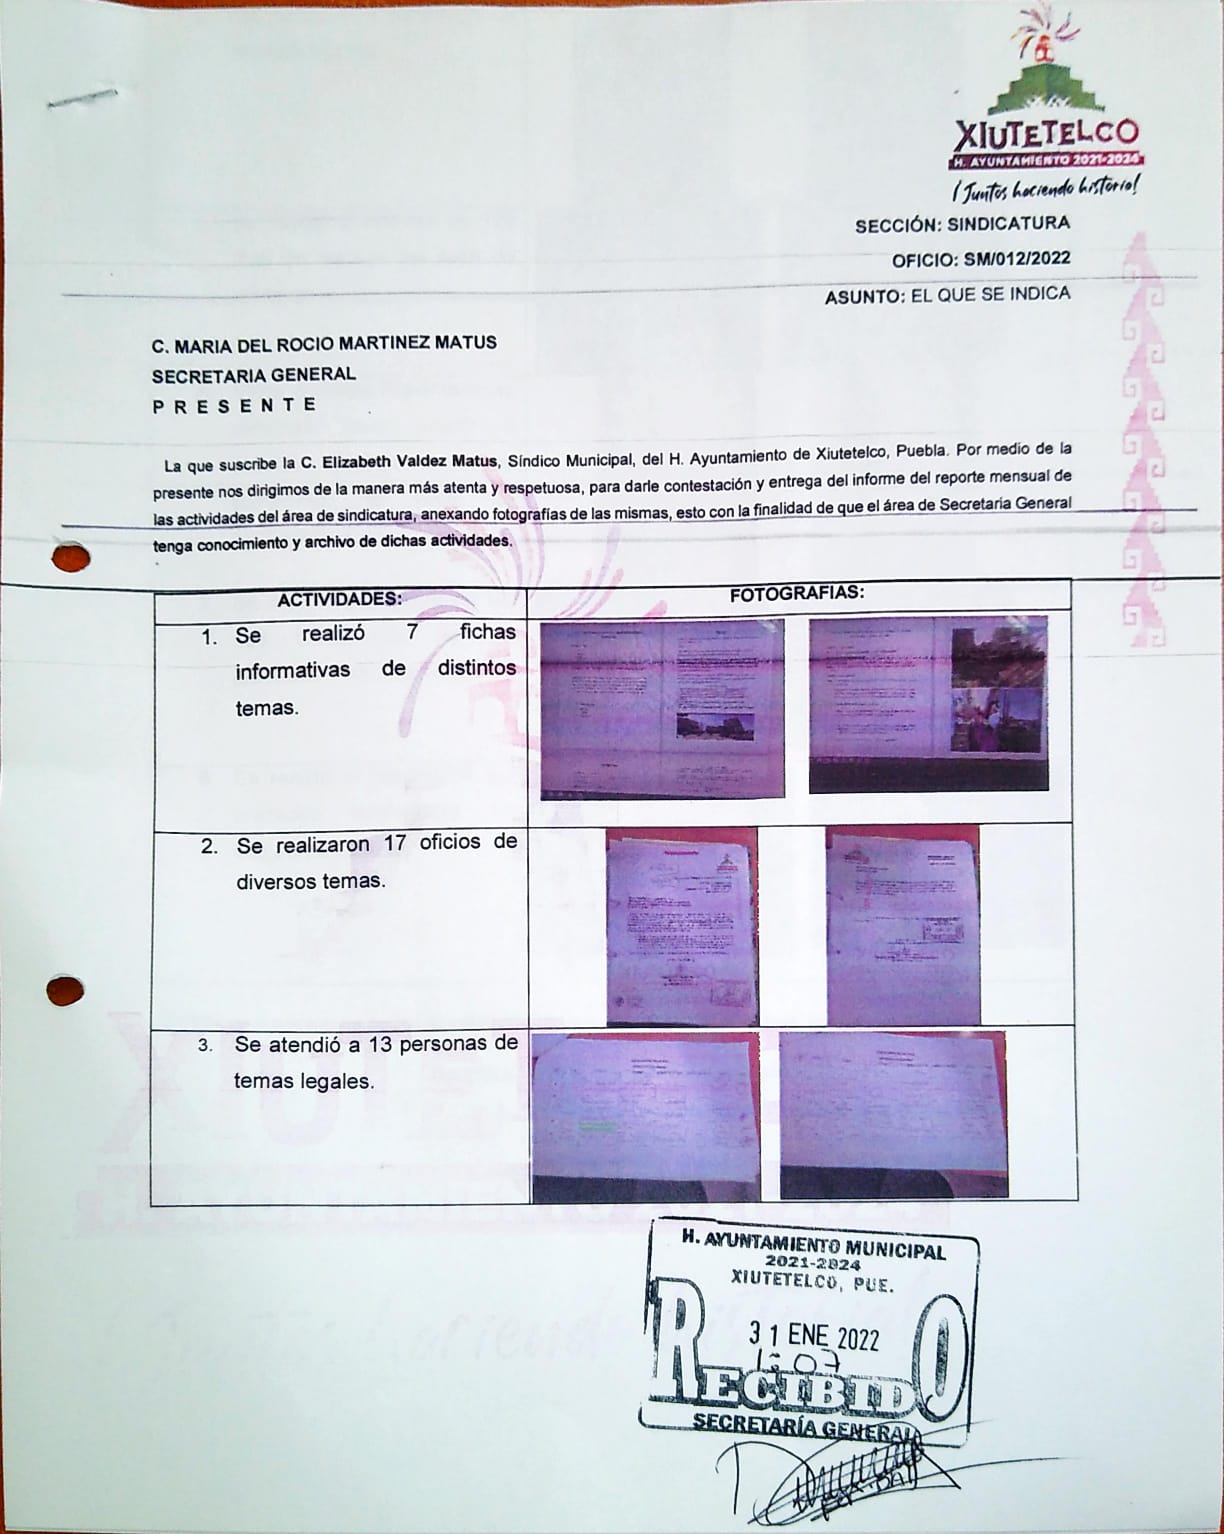 XIUTETELCO
H. AYUNTAMIENTO 2021-2024
¡Juntos haciendo historia!
SECCIÓN: SINDICATURA
OFICIO: SM/012/2022
ASUNTO: EL QUE SE INDICA
C. MARIA DEL ROCIO MARTINEZ MATUS
SECRETARIA GENERAL
P R E S E N T E
La que suscribe la C. Elizabeth Valdez Matus, Síndico Municipal, del H. Ayuntamiento de Xiutetelco, Puebla. Por medio de la
presente nos dirigimos de la manera más atenta y respetuosa, para darle contestación y entrega del informe del reporte mensual de
las actividades del área de sindicatura, anexando fotografías de las mismas, esto con la finalidad de que el área de Secretaria General
tenga conocimiento y archivo de dichas actividades.
ACTIVIDADES:
FOTOGRAFIAS:
1. Se realizó 7 fichas
informativas de distintos
temas.
2. Se realizaron 17 oficios de
diversos temas.
3. Se atendió a 13 personas de
temas legales.
H. AYUNTAMIENTO MUNICIPAL
2021-2024
XIUTETELCO, PUE.
31 ENE 2022
1:07
RECIBIDO
SECRETARÍA GENERAL